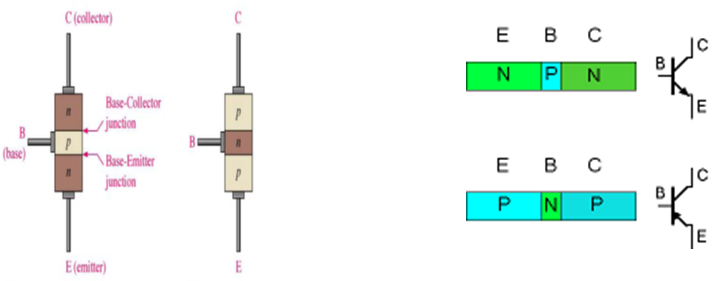 C (collector)
n
Base-Collector
junction
B
(base)
p
Base-Emitter
junction
n
E (emitter)
C
p
B
n
p
E
E B C
N P N
B
C
E
E B C
P N P
B
C
E